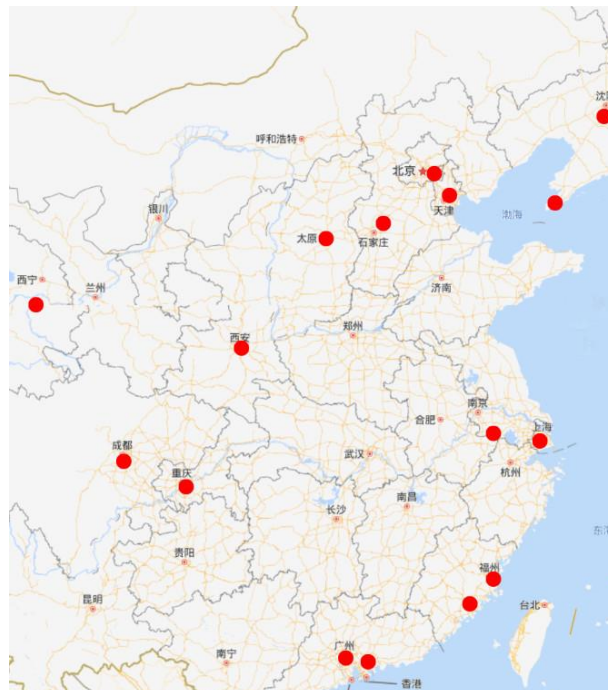 沈
呼和浩特
北京
天津
渤海
银川
太原
石家庄
济南
西宁
兰州
西安
郑州
南京
合肥
上海
成都
武汉
杭州
重庆
南昌
长沙
贵阳
福州
台北
昆明
南宁
广州
香港